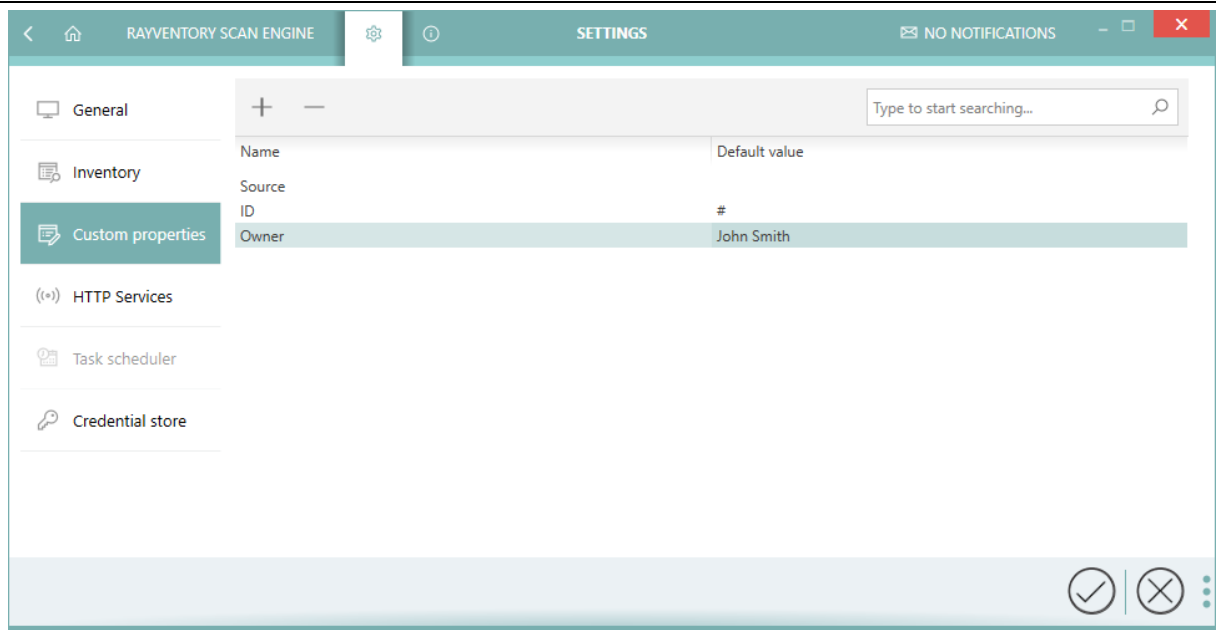 RAYVENTORY SCAN ENGINE
SETTINGS
NO NOTIFICATIONS
General
Inventory
Custom properties
HTTP Services
Task scheduler
Credential store
Type to start searching...
Name Default value
Source
ID #
Owner John Smith